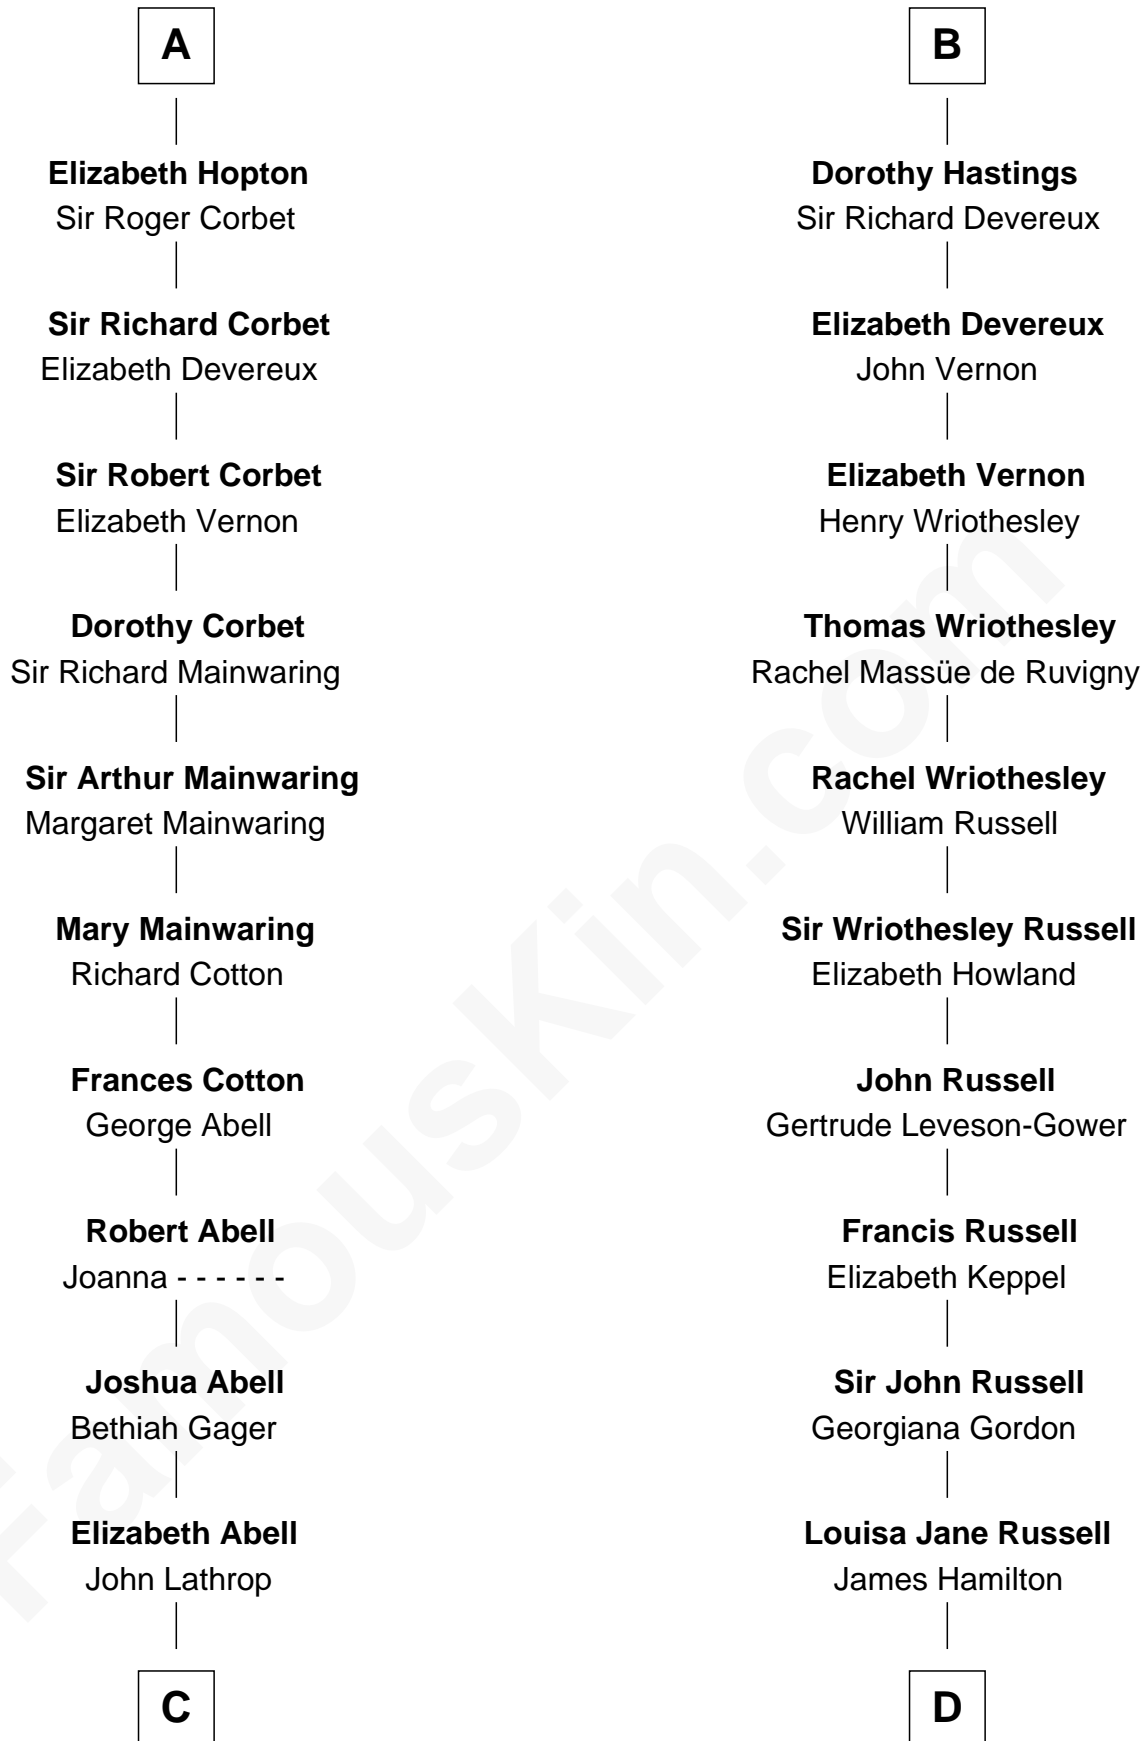 A
Elizabeth Hopton
Sir Roger Corbet
Sir Richard Corbet
Elizabeth Devereux
Sir Robert Corbet
Elizabeth Vernon
Dorothy Corbet
Sir Richard Mainwaring
Sir Arthur Mainwaring
Margaret Mainwaring
Mary Mainwaring
Richard Cotton
Frances Cotton
George Abell
Robert Abell
Joanna - - - - - -
Joshua Abell
Bethiah Gager
Elizabeth Abell
John Lathrop
C
B
Dorothy Hastings
Sir Richard Devereux
Elizabeth Devereux
John Vernon
Elizabeth Vernon
Henry Wriothesley
Thomas Wriothesley
Rachel Massüe de Ruvigny
Rachel Wriothesley
William Russell
Sir Wriothesley Russell
Elizabeth Howland
John Russell
Gertrude Leveson-Gower
Francis Russell
Elizabeth Keppel
Sir John Russell
Georgiana Gordon
Louisa Jane Russell
James Hamilton
D
FamousKin.com